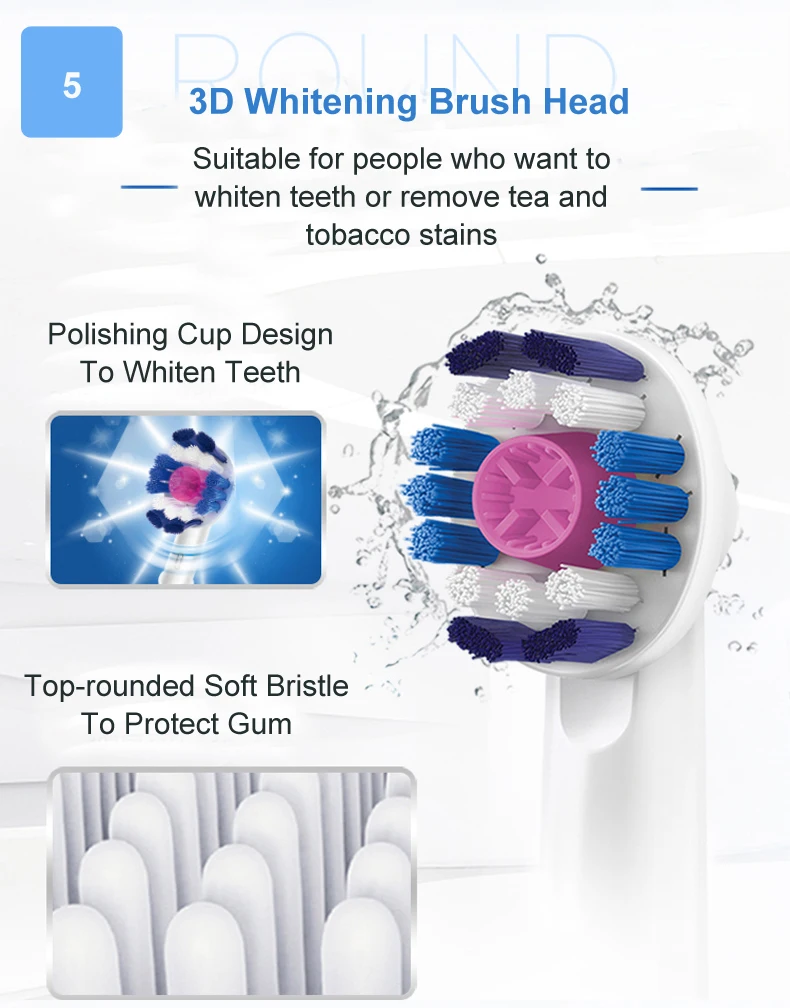 5
ROUND
3D Whitening Brush Head
Suitable for people who want to
whiten teeth or remove tea and
tobacco stains
Polishing Cup Design
To Whiten Teeth
Top-rounded Soft Bristle
To Protect Gum